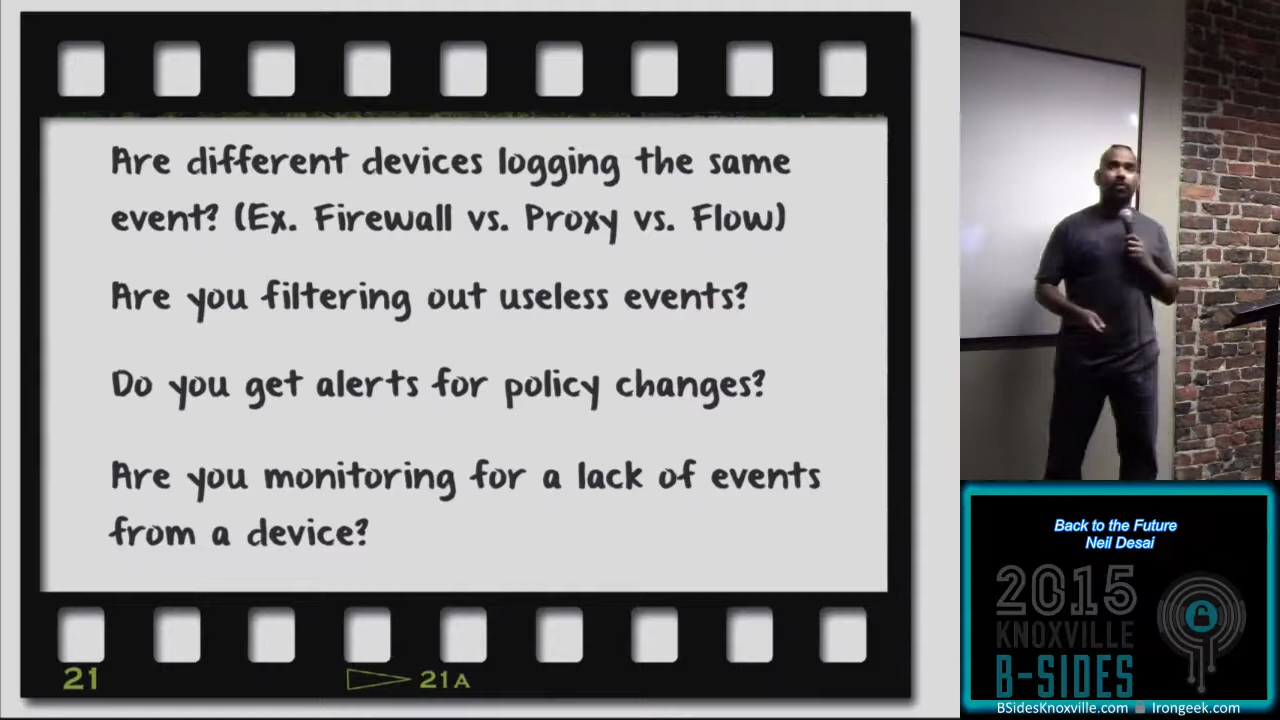 Are different devices logging the same
event? (Ex. Firewall vs. Proxy vs. Flow)
Are you filtering out useless events?
Do you get alerts for policy changes?
Are you monitoring for a lack of events
from a device?
21
21A
Back to the Future
Neil Desai
2015
KNOXVILLE
B-SIDES
BSidesKnoxville.com Irongeek.com